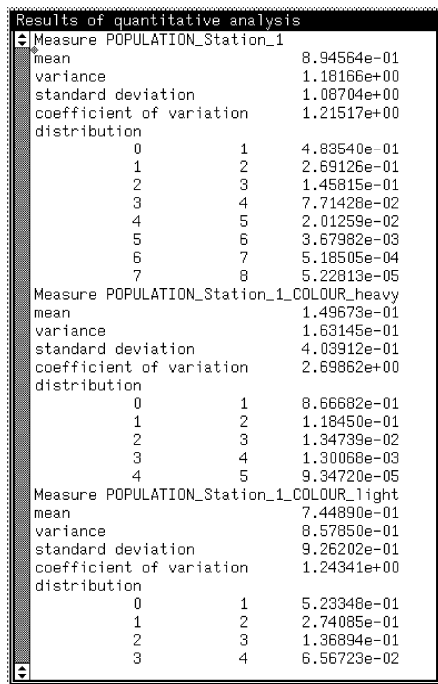 Results of quantitative analysis
Measure POPULATION_Station_1
mean 8.94564e-01
variance 1.18166e+00
standard deviation 1.08704e+00
coefficient of variation 1.21517e+00
distribution
0 1 4.83540e-01
1 2 2.69126e-01
2 3 1.45815e-01
3 4 7.71428e-02
4 5 2.01259e-02
5 6 3.67982e-03
6 7 5.18505e-04
7 8 5.22813e-05
Measure POPULATION_Station_1_COLOUR_heavy
mean 1.49673e-01
variance 1.63145e-01
standard deviation 4.03912e-01
coefficient of variation 2.69862e+00
distribution
0 1 8.66682e-01
1 2 1.18450e-01
2 3 1.34739e-02
3 4 1.30068e-03
4 5 9.34720e-05
Measure POPULATION_Station_1_COLOUR_light
mean 7.44890e-01
variance 8.57850e-01
standard deviation 9.26202e-01
coefficient of variation 1.24341e+00
distribution
0 1 5.23348e-01
1 2 2.74085e-01
2 3 1.36894e-01
3 4 6.56723e-02